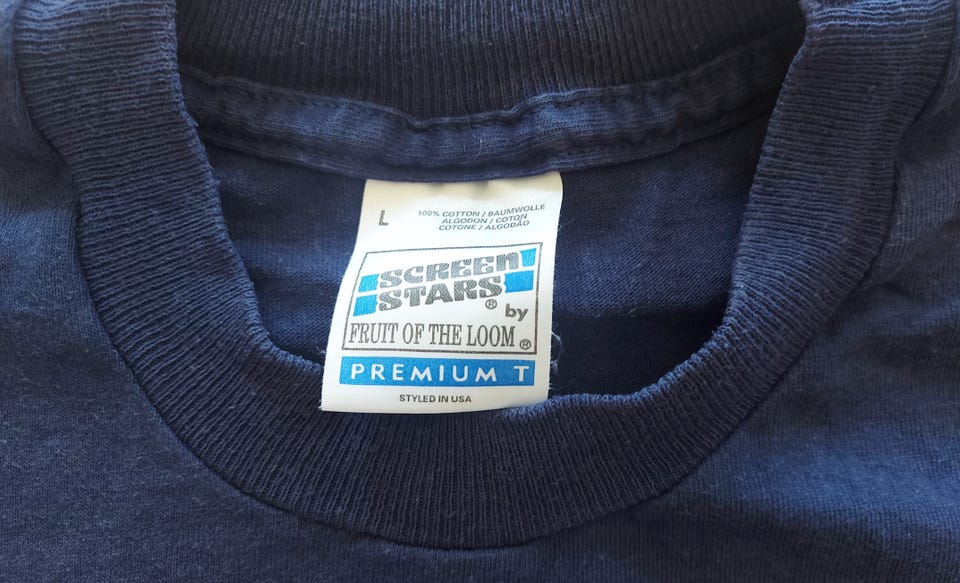 L
100% COTTON / BAUMWOLLE
ALGODON / COTON
COTONE / ALGODÃO
SCREEN
STARS®
by
FRUIT OF THE LOOM®
PREMIUM T
STYLED IN USA